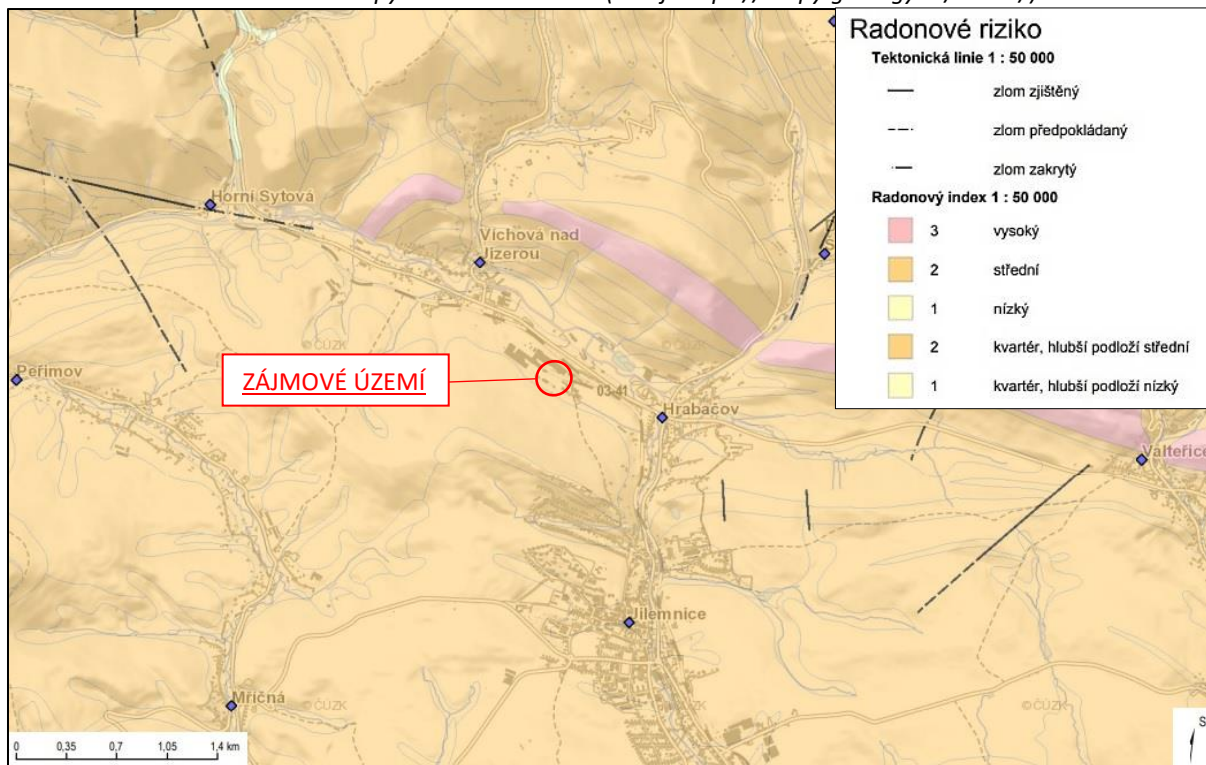 Radonové riziko
Tektonická linie 1 : 50 000
zlom zjištěný
zlom předpokládaný
zlom zakrytý
Radonový index 1 : 50 000
3 vysoký
2 střední
1 nízký
2 kvartér, hlubší podloží střední
1 kvartér, hlubší podloží nízký
Horní Sytová
Víchová nad
Jizerou
©ČÚZK
Peřimov
ZÁJMOVÉ ÚZEMÍ
03-41
Hrabačov
Valteřice
Jilemnice
Mříčná
©ČÚZK
©ČÚZK
0 0,35 0,7 1,05 1,4 km
S